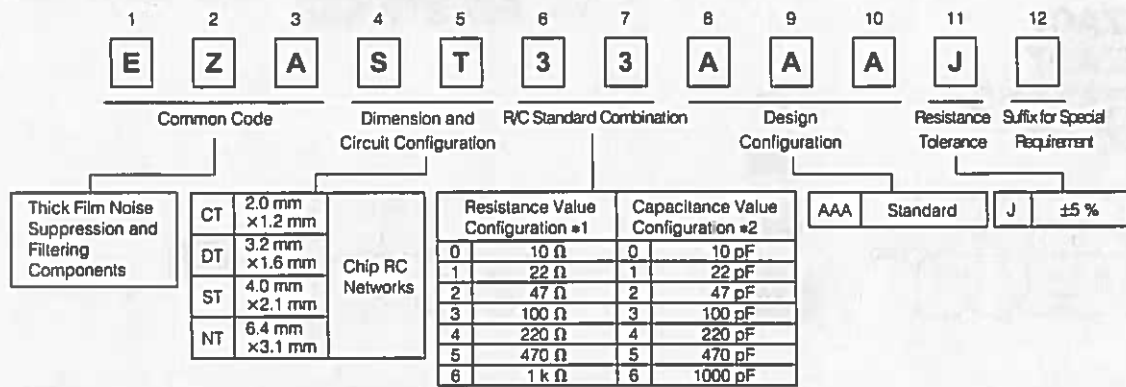 1 2 3 4 5 6 7 8 9 10 11 12
E Z A S T 3 3 A A A J
Common Code
Dimension and
Circuit Configuration
R/C Standard Combination
Design
Configuration
Resistance
Tolerance
Suffix for Special
Requirement
Thick Film Noise
Suppression and
Filtering
Components
CT 2.0 mm
×1.2 mm
DT 3.2 mm
×1.6 mm
ST 4.0 mm
×2.1 mm
NT 6.4 mm
×3.1 mm
Chip RC
Networks
Resistance Value
Configuration *1
Capacitance Value
Configuration *2
0 10 Ω 0 10 pF
1 22 Ω 1 22 pF
2 47 Ω 2 47 pF
3 100 Ω 3 100 pF
4 220 Ω 4 220 pF
5 470 Ω 5 470 pF
6 1 k Ω 6 1000 pF
AAA Standard
J ±5 %